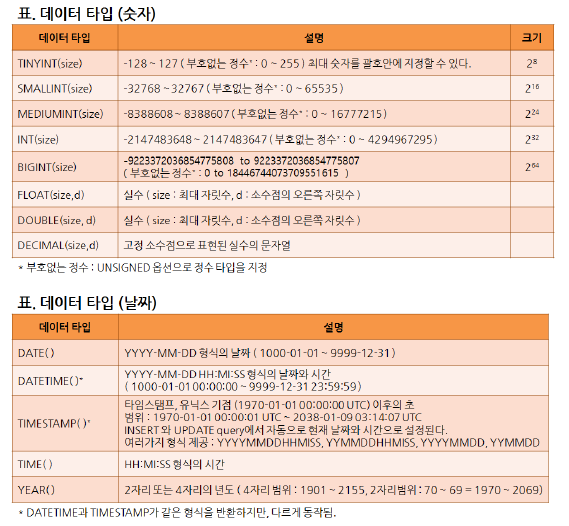 표. 데이터 타입 (숫자)
데이터 타입 설명 크기
TINYINT(size) -128 ~ 127 ( 부호없는 정수* : 0 ~ 255 ) 최대 숫자를 괄호안에 지정할 수 있다. 2⁸
SMALLINT(size) -32768 ~ 32767 ( 부호없는 정수* : 0 ~ 65535) 2¹⁶
MEDIUMINT(size) -8388608 ~ 8388607 ( 부호없는 정수* : 0 ~ 16777215) 2²⁴
INT(size) -2147483648 ~ 2147483647 ( 부호없는 정수* : 0 ~ 4294967295) 2³²
BIGINT(size) -9223372036854775808 to 9223372036854775807
( 부호없는 정수* : 0 to 18446744073709551615 ) 2⁶⁴
FLOAT(size,d) 실수 ( size : 최대 자릿수, d : 소수점의 오른쪽 자릿수 )
DOUBLE(size, d) 실수 ( size : 최대 자릿수, d : 소수점의 오른쪽 자릿수 )
DECIMAL(size,d) 고정 소수점으로 표현된 실수의 문자열
* 부호없는 정수 : UNSIGNED 옵션으로 정수 타입을 지정
표. 데이터 타입 (날짜)
데이터 타입 설명
DATE( ) YYYY-MM-DD 형식의 날짜 ( 1000-01-01 ~ 9999-12-31 )
DATETIME( )* YYYY-MM-DD HH:MI:SS 형식의 날짜와 시간
( 1000-01-01 00:00:00 ~ 9999-12-31 23:59:59 )
TIMESTAMP( )* 타임스탬프, 유닉스 기점 (1970-01-01 00:00:00 UTC) 이후의 초
범위 : 1970-01-01 00:00:01 UTC ~ 2038-01-09 03:14:07 UTC
INSERT 와 UPDATE query에서 자동으로 현재 날짜와 시간으로 설정된다.
여러가지 형식 제공 : YYYYMMDDHHMISS, YYMMDDHHMISS, YYYYMMDD, YYMMDD
TIME( ) HH:MI:SS 형식의 시간
YEAR( ) 2자리 또는 4자리의 년도 ( 4자리 범위 : 1901 ~ 2155, 2자리범위 : 70 ~ 69 = 1970 ~ 2069)
* DATETIME과 TIMESTAMP가 같은 형식을 반환하지만, 다르게 동작됨.